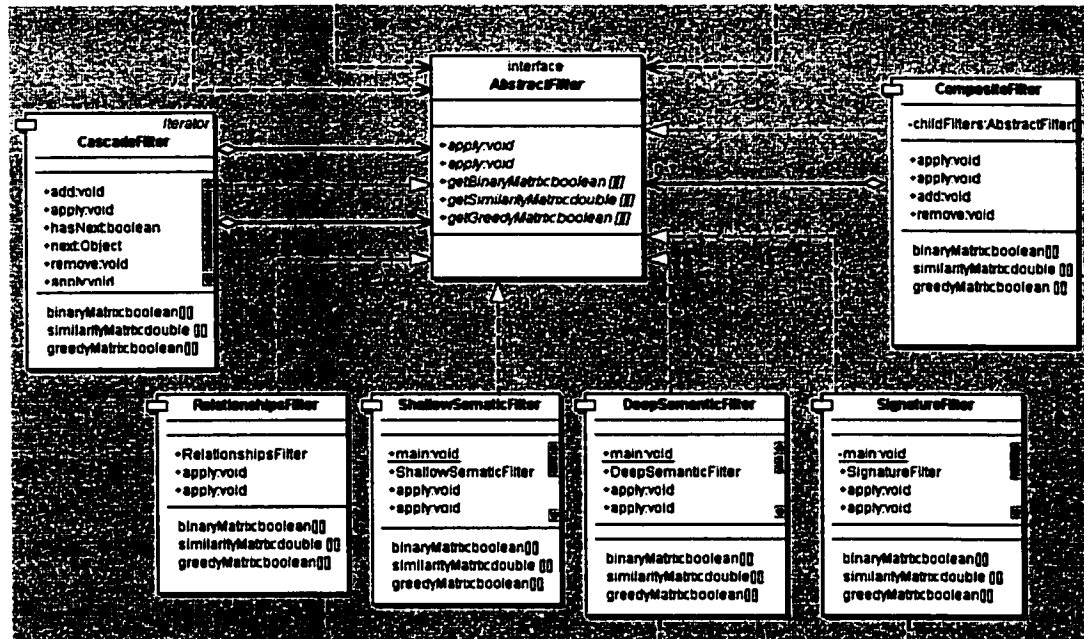 interface
AbstractFilter
+apply:void
+apply:void
+getBinaryMatrix:boolean [][]
+getSimilarityMatrix:double [][]
+getGreedyMatrix:boolean [][]
CompositeFilter
-childFilters:AbstractFilter[]
+apply:void
+apply:void
+add:void
+remove:void
binaryMatrix:boolean[][]
similarityMatrix:double [][]
greedyMatrix:boolean [][]
Iterator
CascadeFilter
+add:void
+apply:void
+hasNext:boolean
+next:Object
+remove:void
+apply:void
binaryMatrix:boolean[][]
similarityMatrix:double [][]
greedyMatrix:boolean[][]
RelationshipsFilter
+RelationshipsFilter
+apply:void
+apply:void
binaryMatrix:boolean[][]
similarityMatrix:double [][]
greedyMatrix:boolean[][]
ShallowSematicFilter
+main:void
+ShallowSematicFilter
+apply:void
+apply:void
binaryMatrix:boolean[][]
similarityMatrix:double [][]
greedyMatrix:boolean[][]
DeepSemanticFilter
+main:void
+DeepSemanticFilter
+apply:void
+apply:void
binaryMatrix:boolean[][]
similarityMatrix:double[][]
greedyMatrix:boolean[][]
SignatureFilter
+main:void
+SignatureFilter
+apply:void
+apply:void
binaryMatrix:boolean[][]
similarityMatrix:double [][]
greedyMatrix:boolean[][]